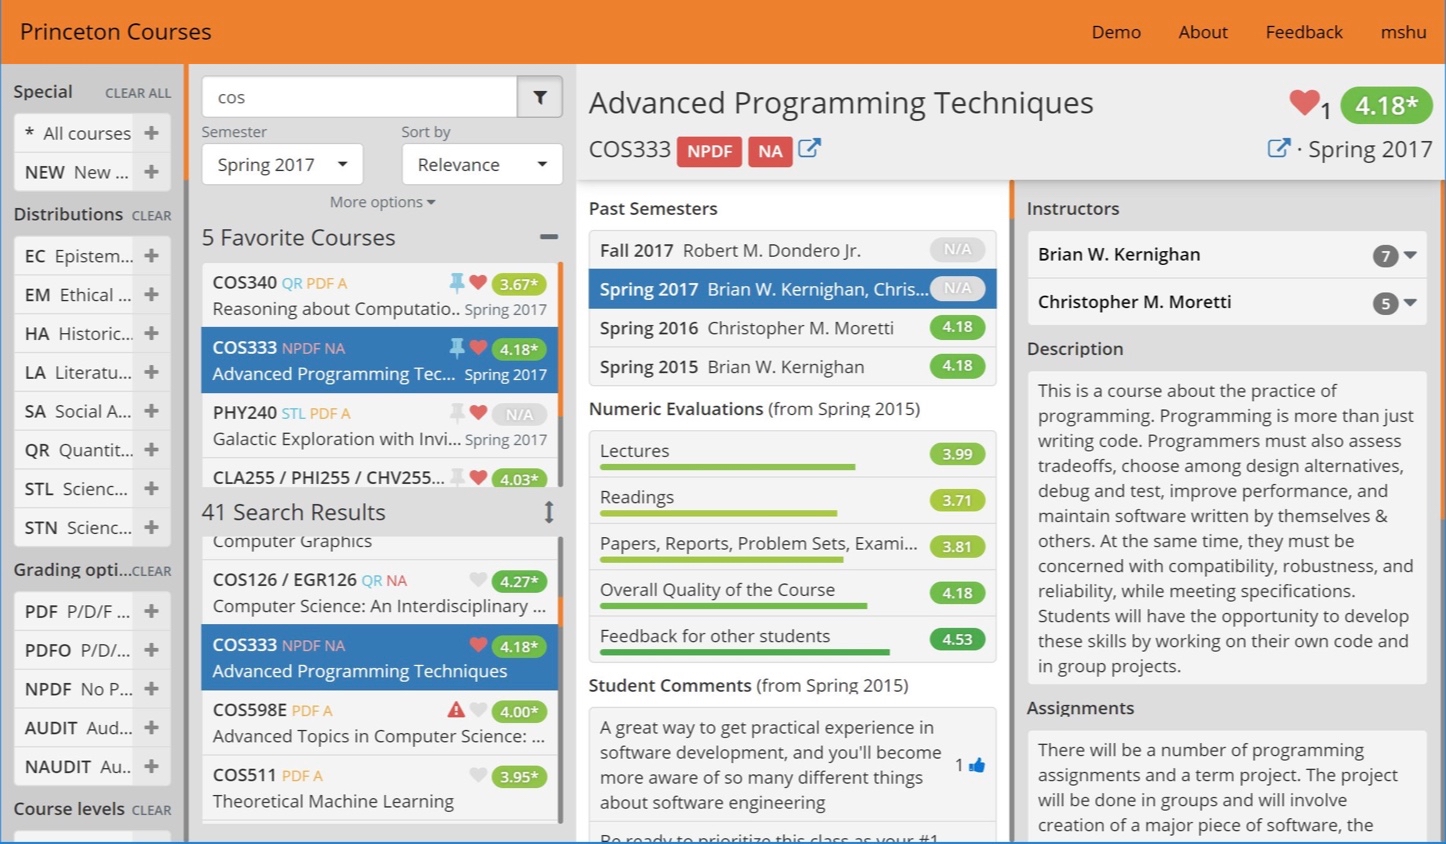 Princeton Courses
Demo
About
Feedback
mshu
Special
CLEAR ALL
* All courses +
NEW New ... +
Distributions CLEAR
EC Epistem... +
EM Ethical ... +
HA Historic... +
LA Literatu... +
SA Social A... +
QR Quantit... +
STL Scienc... +
STN Scienc... +
Grading opti...CLEAR
PDF P/D/F ... +
PDFO P/D/... +
NPDF No P... +
AUDIT Aud... +
NAUDIT Au.. +
Course levels CLEAR
cos
Semester
Sort by
Spring 2017
Relevance
More options
5 Favorite Courses
COS340 QR PDF A 3.67*
Reasoning about Computatio.. Spring 2017
COS333 NPDF NA 4.18*
Advanced Programming Tec... Spring 2017
PHY240 STL PDF A N/A
Galactic Exploration with Invi... Spring 2017
CLA255 / PHI255 / CHV255... 4.03*
41 Search Results
Computer Graphics
COS126 / EGR126 QR NA 4.27*
Computer Science: An Interdisciplinary ...
COS333 NPDF NA 4.18*
Advanced Programming Techniques
COS598E PDF A 4.00*
Advanced Topics in Computer Science: ...
COS511 PDF A 3.95*
Theoretical Machine Learning
Advanced Programming Techniques
1 4.18*
COS333 NPDF NA
· Spring 2017
Past Semesters
Fall 2017 Robert M. Dondero Jr. N/A
Spring 2017 Brian W. Kernighan, Chris... N/A
Spring 2016 Christopher M. Moretti 4.18
Spring 2015 Brian W. Kernighan 4.18
Numeric Evaluations (from Spring 2015)
Lectures 3.99
Readings 3.71
Papers, Reports, Problem Sets, Exami... 3.81
Overall Quality of the Course 4.18
Feedback for other students 4.53
Student Comments (from Spring 2015)
A great way to get practical experience in
software development, and you'll become
more aware of so many different things
about software engineering
1
Be ready to prioritize this class as your #1
Instructors
Brian W. Kernighan 7
Christopher M. Moretti 5
Description
This is a course about the practice of
programming. Programming is more than just
writing code. Programmers must also assess
tradeoffs, choose among design alternatives,
debug and test, improve performance, and
maintain software written by themselves &
others. At the same time, they must be
concerned with compatibility, robustness, and
reliability, while meeting specifications.
Students will have the opportunity to develop
these skills by working on their own code and
in group projects.
Assignments
There will be a number of programming
assignments and a term project. The project
will be done in groups and will involve
creation of a major piece of software, the